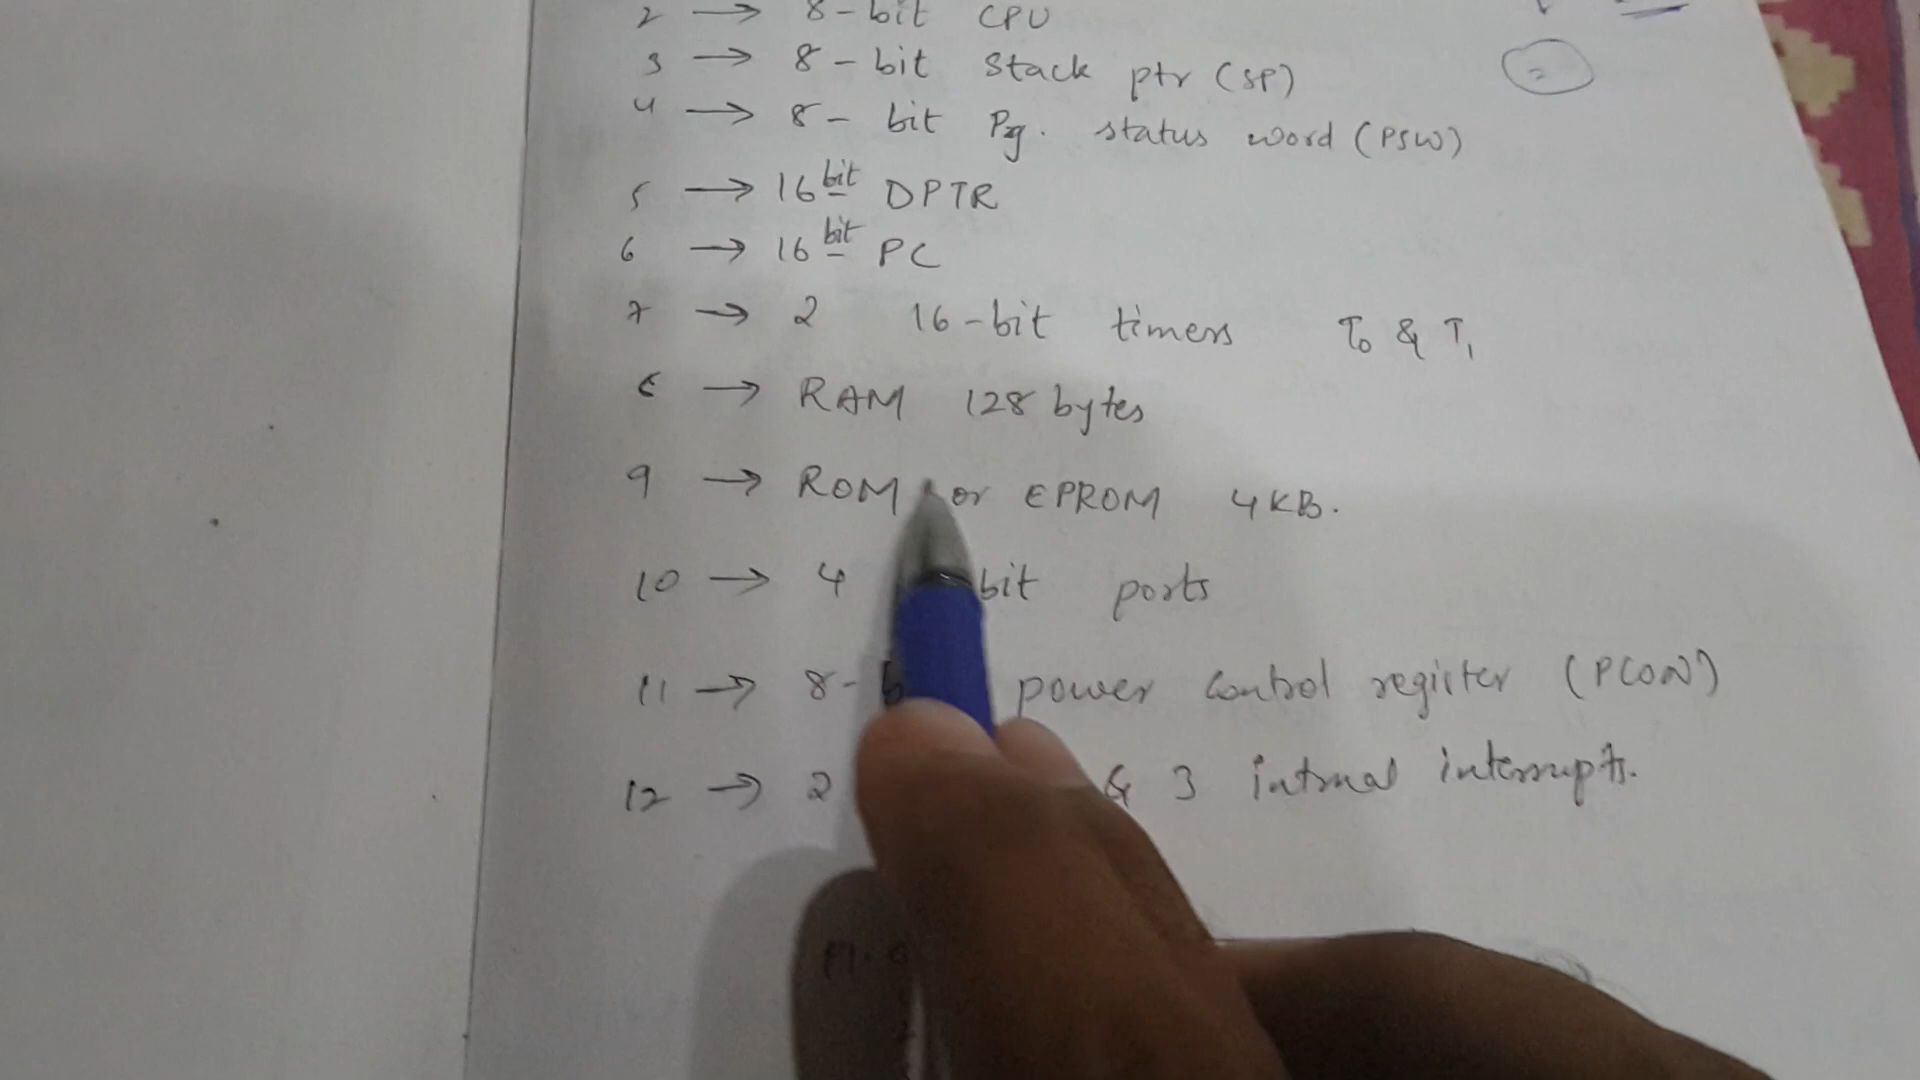 2 → 8-bit CPU
3 → 8-bit stack ptr (SP)
4 → 8-bit Pg. status word (PSW)
5 → 16 bit DPTR
6 → 16 bit PC
7 → 2 16-bit timers T0 & T1
8 → RAM 128 bytes
9 → ROM or EPROM 4KB.
10 → 4 bit ports
11 → 8- power control register (PCON)
12 → 2 & 3 internal interrupts.